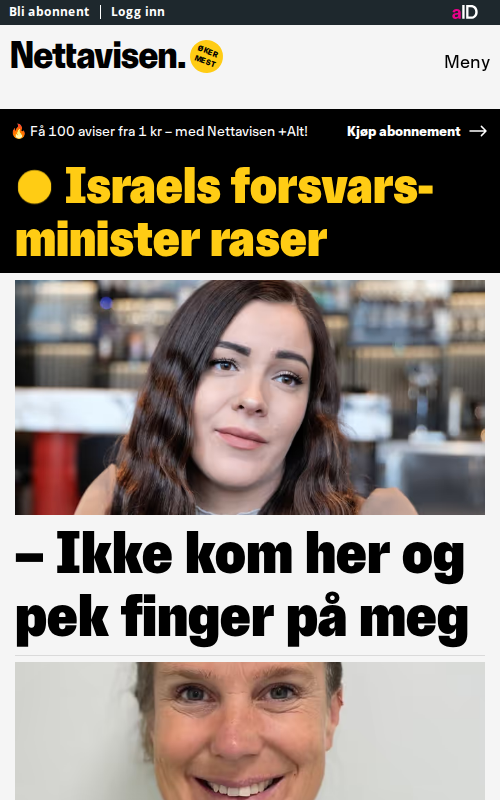 Bli abonnent | Logg inn
aID
Nettavisen. ØKER MEST
Meny
🔥 Få 100 aviser fra 1 kr – med Nettavisen +Alt! Kjøp abonnement →
Israels forsvars-
minister raser
– Ikke kom her og
pek finger på meg